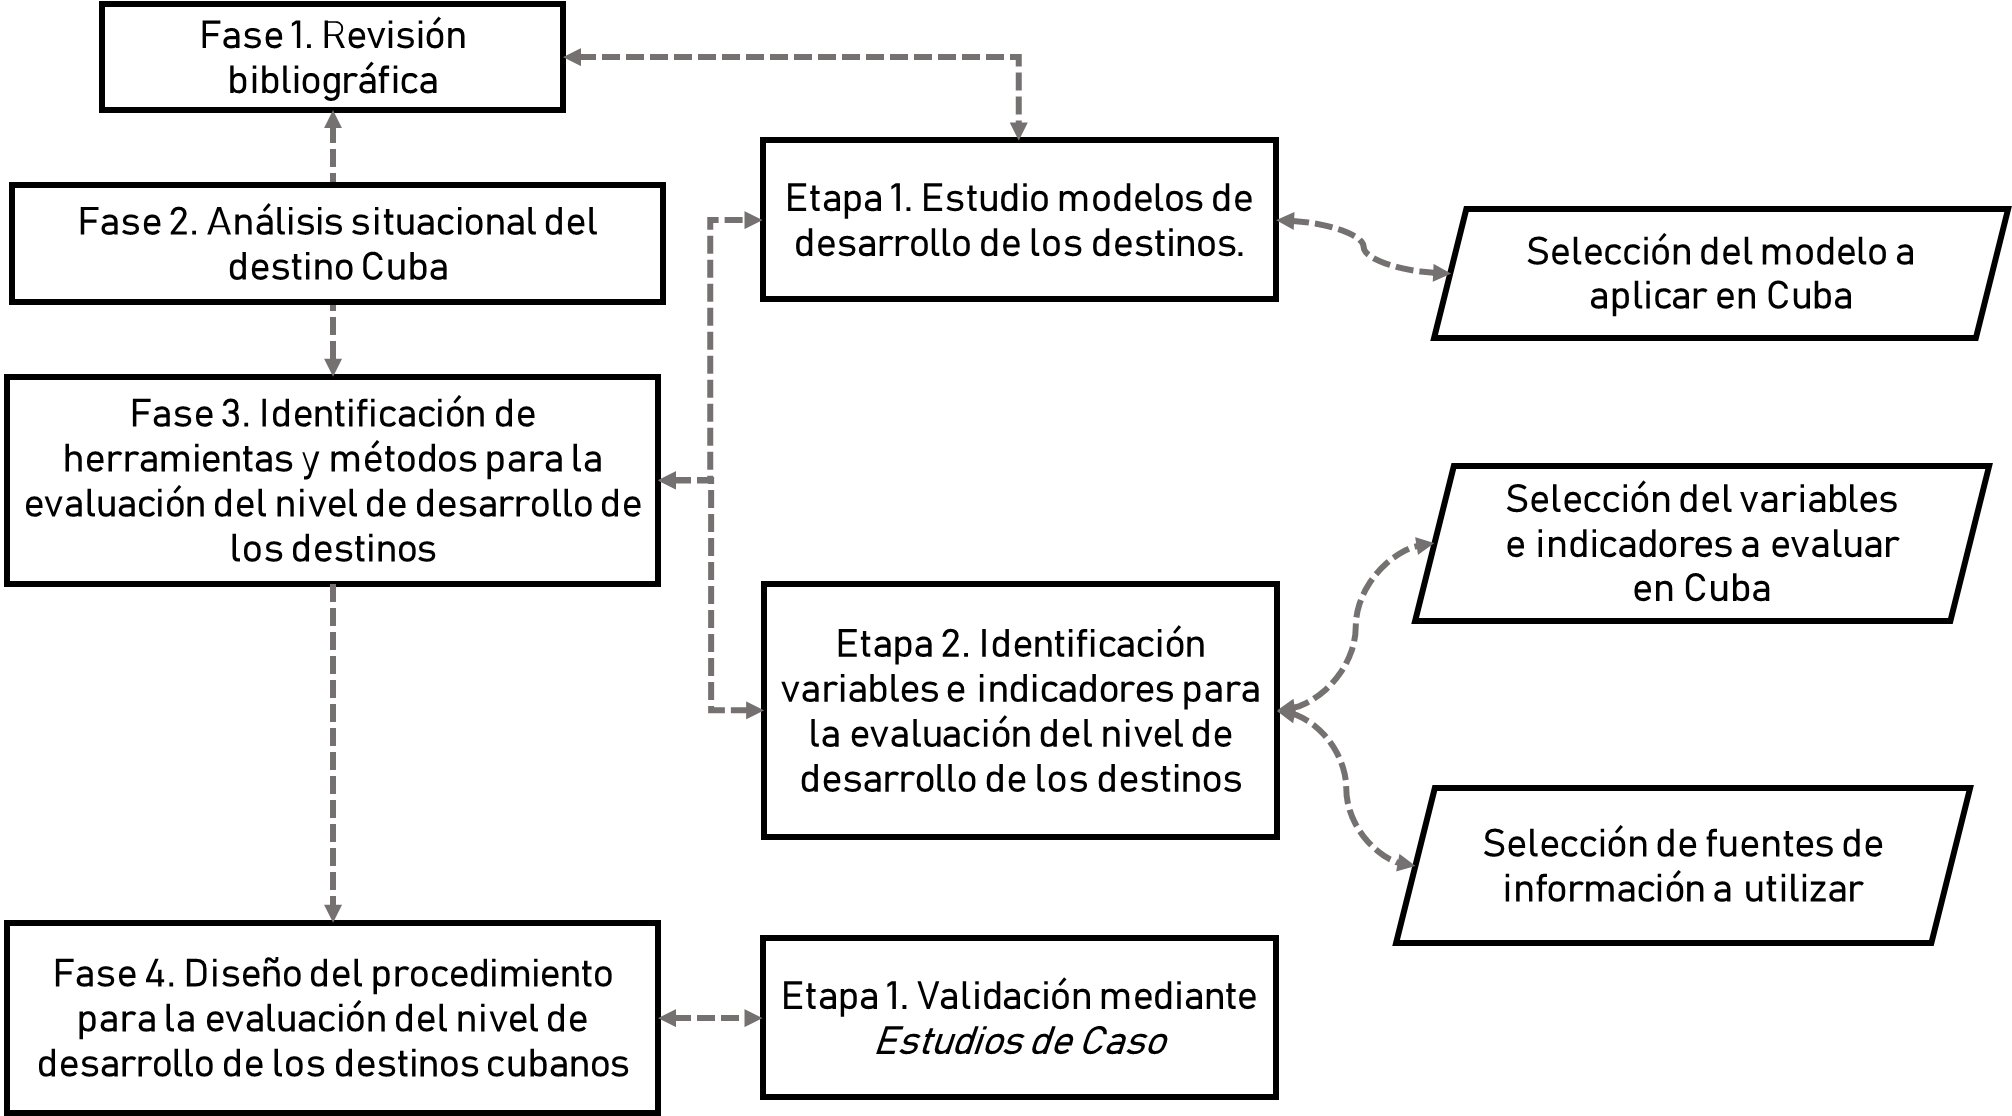 Fase 1. Revisión
bibliográfica
Fase 2. Análisis situacional del
destino Cuba
Fase 3. Identificación de
herramientas y métodos para la
evaluación del nivel de desarrollo de
los destinos
Fase 4. Diseño del procedimiento
para la evaluación del nivel de
desarrollo de los destinos cubanos
Etapa 1. Estudio modelos de
desarrollo de los destinos.
Etapa 2. Identificación
variables e indicadores para
la evaluación del nivel de
desarrollo de los destinos
Etapa 1. Validación mediante
Estudios de Caso
Selección del modelo a
aplicar en Cuba
Selección del variables
e indicadores a evaluar
en Cuba
Selección de fuentes de
información a utilizar